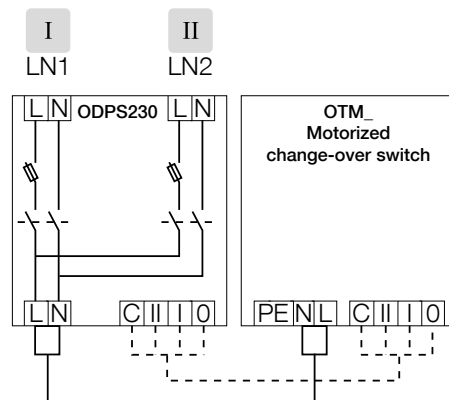 I II
LN1 LN2
L N ODPS230 L N
OTM_
Motorized
change-over switch
L N C II I 0
PE N L C II I 0